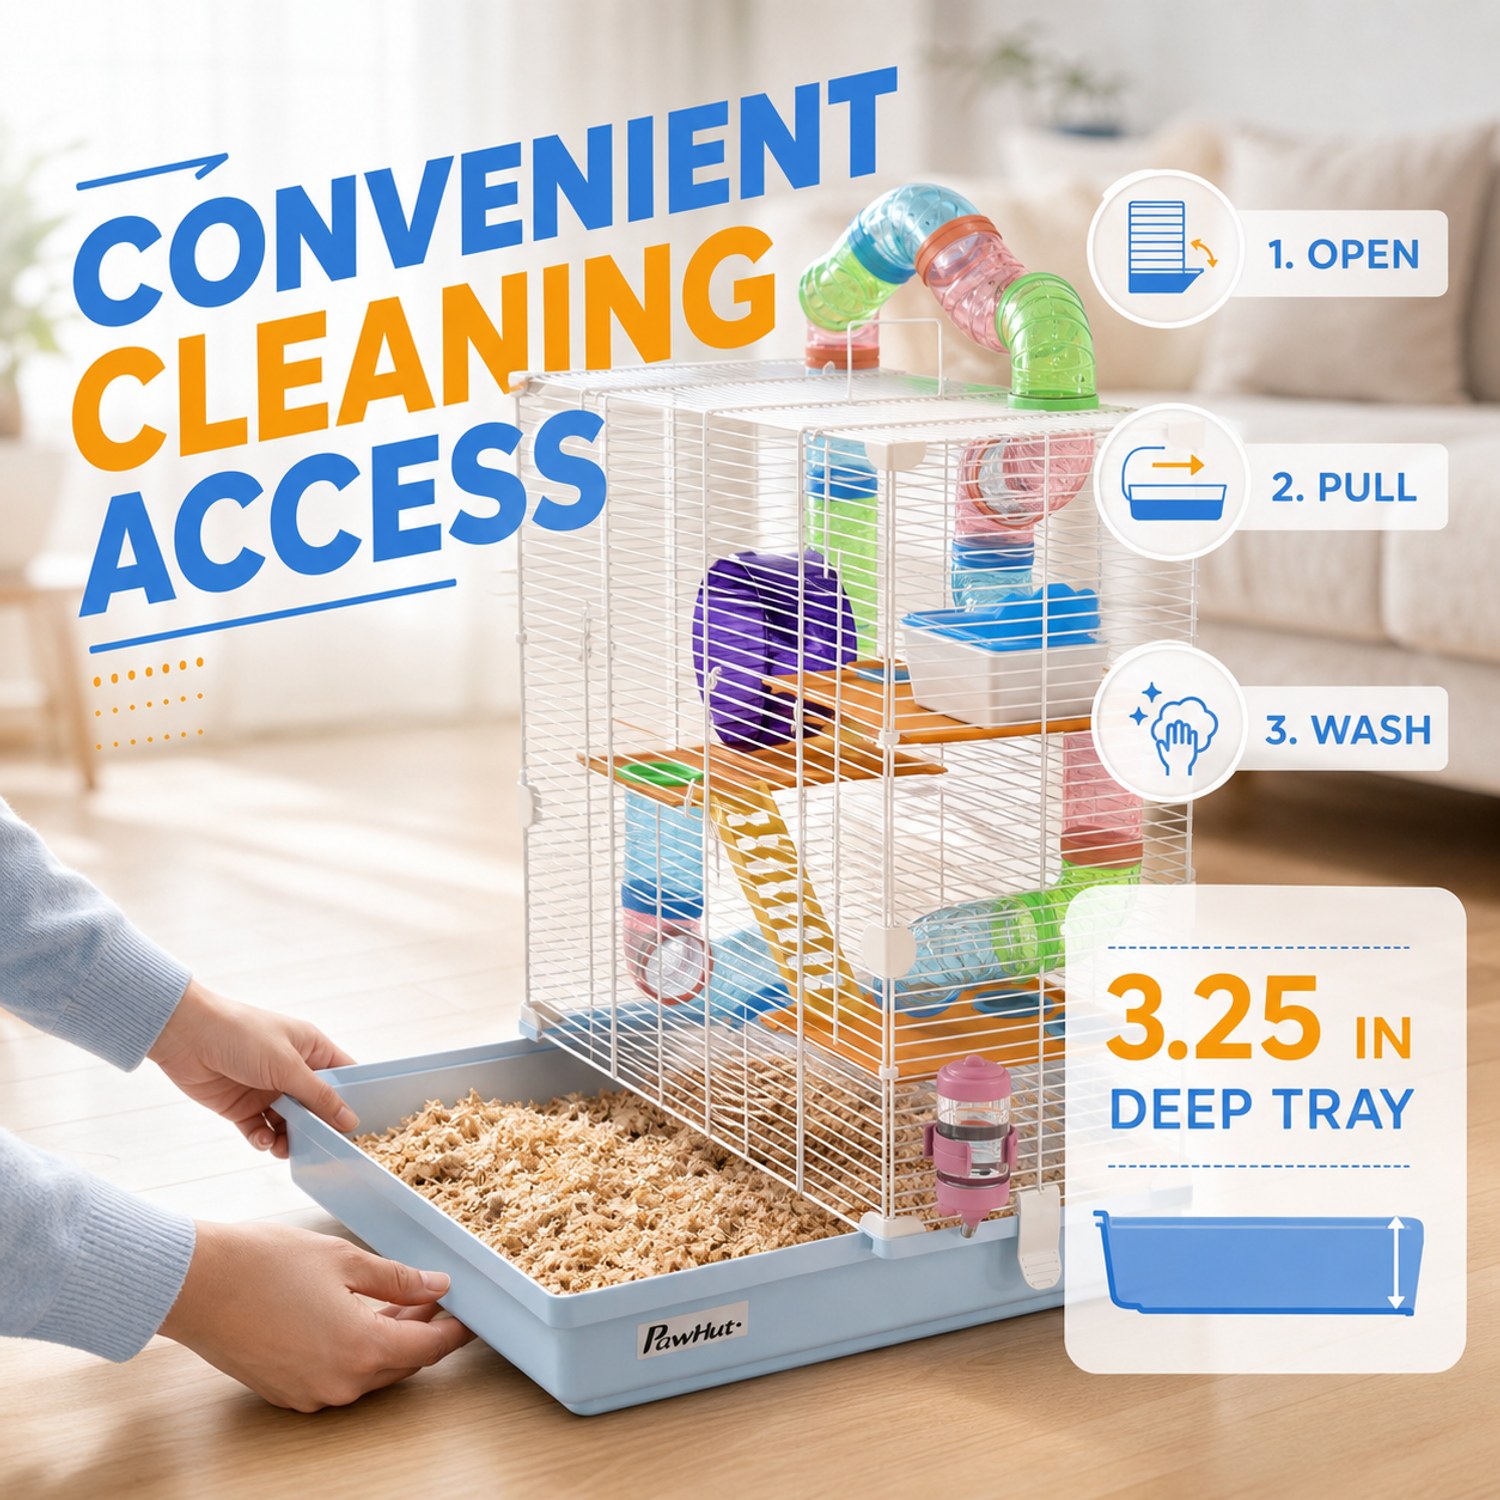 CONVENIENT
CLEANING
ACCESS
1. OPEN
2. PULL
3. WASH
3.25 IN
DEEP TRAY
PawHut